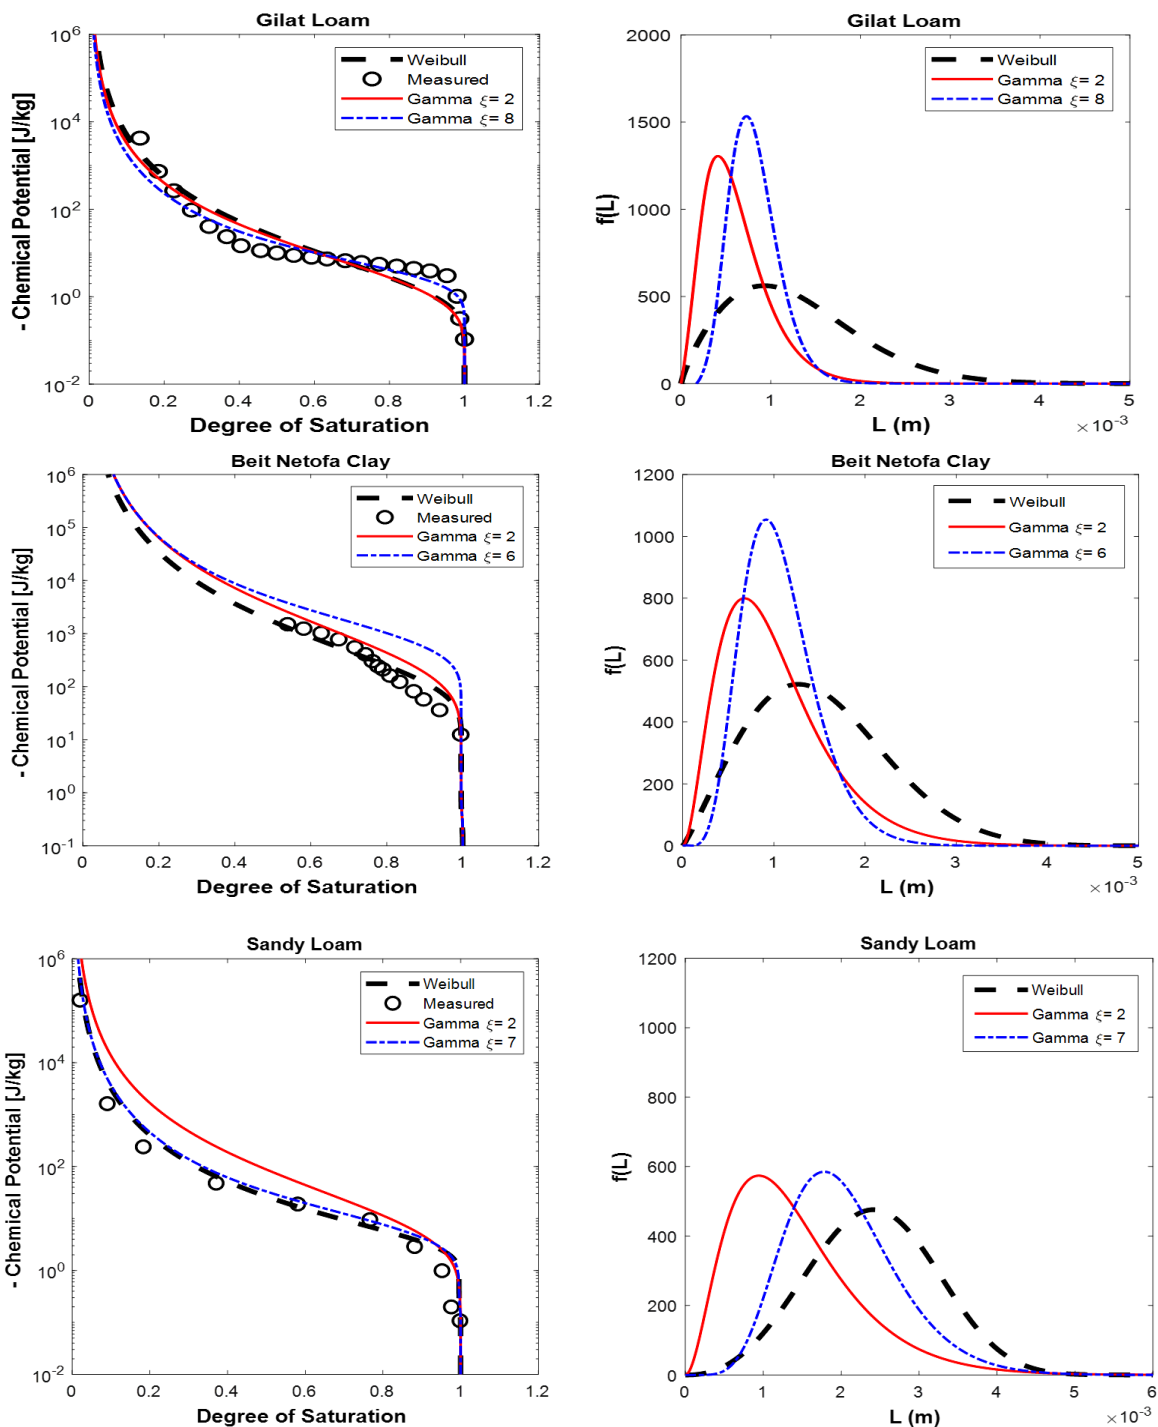 Gilat Loam
10^6
10^4
10^2
10^0
10^-2
- Chemical Potential [J/kg]
Weibull
Measured
Gamma ξ= 2
Gamma ξ= 8
0 0.2 0.4 0.6 0.8 1 1.2
Degree of Saturation
Gilat Loam
2000
1500
1000
500
0
f(L)
Weibull
Gamma ξ= 2
Gamma ξ= 8
0 1 2 3 4 5
L (m)
×10^-3
Beit Netofa Clay
10^6
10^5
10^4
10^3
10^2
10^1
10^0
10^-1
- Chemical Potential [J/kg]
Weibull
Measured
Gamma ξ= 2
Gamma ξ= 6
0 0.2 0.4 0.6 0.8 1 1.2
Degree of Saturation
Beit Netofa Clay
1200
1000
800
600
400
200
0
f(L)
Weibull
Gamma ξ= 2
Gamma ξ= 6
0 1 2 3 4 5
L (m)
×10^-3
Sandy Loam
10^6
10^4
10^2
10^0
10^-2
- Chemical Potential [J/kg]
Weibull
Measured
Gamma ξ= 2
Gamma ξ= 7
0 0.2 0.4 0.6 0.8 1 1.2
Degree of Saturation
Sandy Loam
1200
1000
800
600
400
200
0
f(L)
Weibull
Gamma ξ= 2
Gamma ξ= 7
0 1 2 3 4 5 6
L (m)
×10^-3